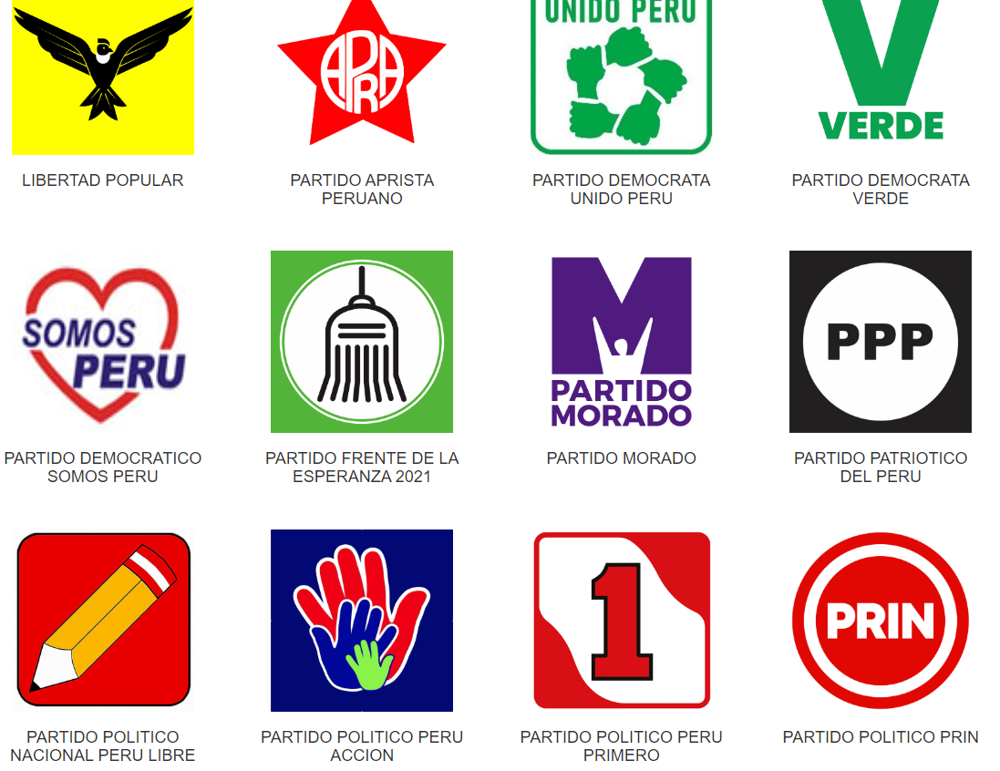 APRA
UNIDO PERU
VERDE
LIBERTAD POPULAR
PARTIDO APRISTA
PERUANO
PARTIDO DEMOCRATA
UNIDO PERU
PARTIDO DEMOCRATA
VERDE
SOMOS
PERU
PARTIDO
MORADO
PPP
PARTIDO DEMOCRATICO
SOMOS PERU
PARTIDO FRENTE DE LA
ESPERANZA 2021
PARTIDO MORADO
PARTIDO PATRIOTICO
DEL PERU
1
PRIN
PARTIDO POLITICO
NACIONAL PERU LIBRE
PARTIDO POLITICO PERU
ACCION
PARTIDO POLITICO PERU
PRIMERO
PARTIDO POLITICO PRIN